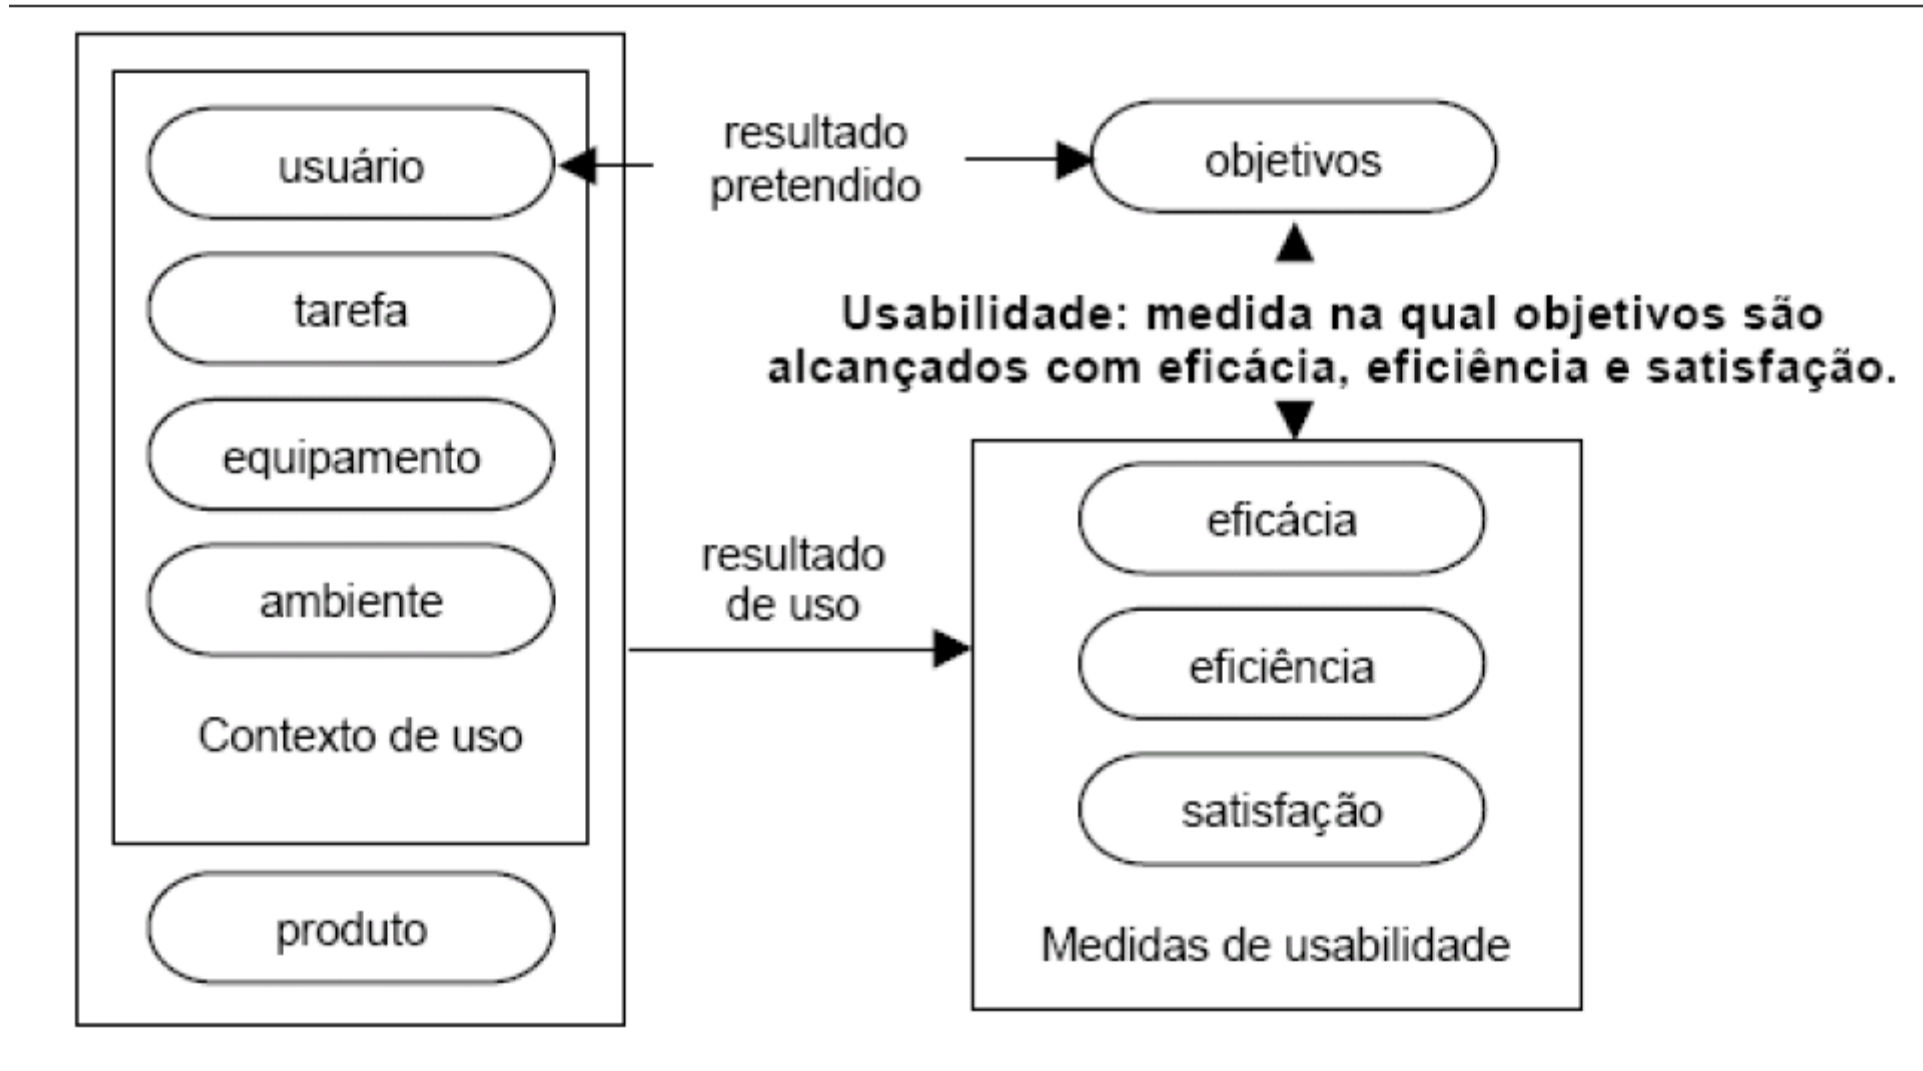 usuário
tarefa
equipamento
ambiente
Contexto de uso
produto
resultado
pretendido
objetivos
Usabilidade: medida na qual objetivos são
alcançados com eficácia, eficiência e satisfação.
resultado
de uso
eficácia
eficiência
satisfação
Medidas de usabilidade